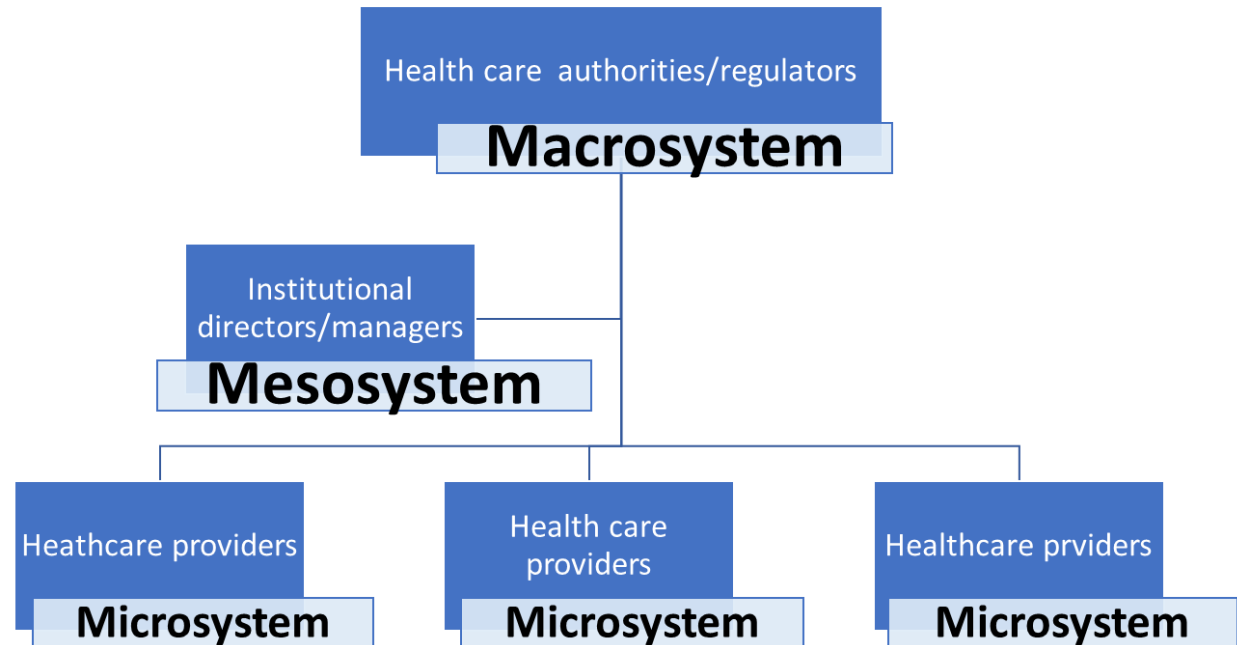 Health care  authorities/regulators
Macrosystem
Institutional
directors/managers
Mesosystem
Heathcare providers
Microsystem
Health care
providers
Microsystem
Healthcare prviders
Microsystem